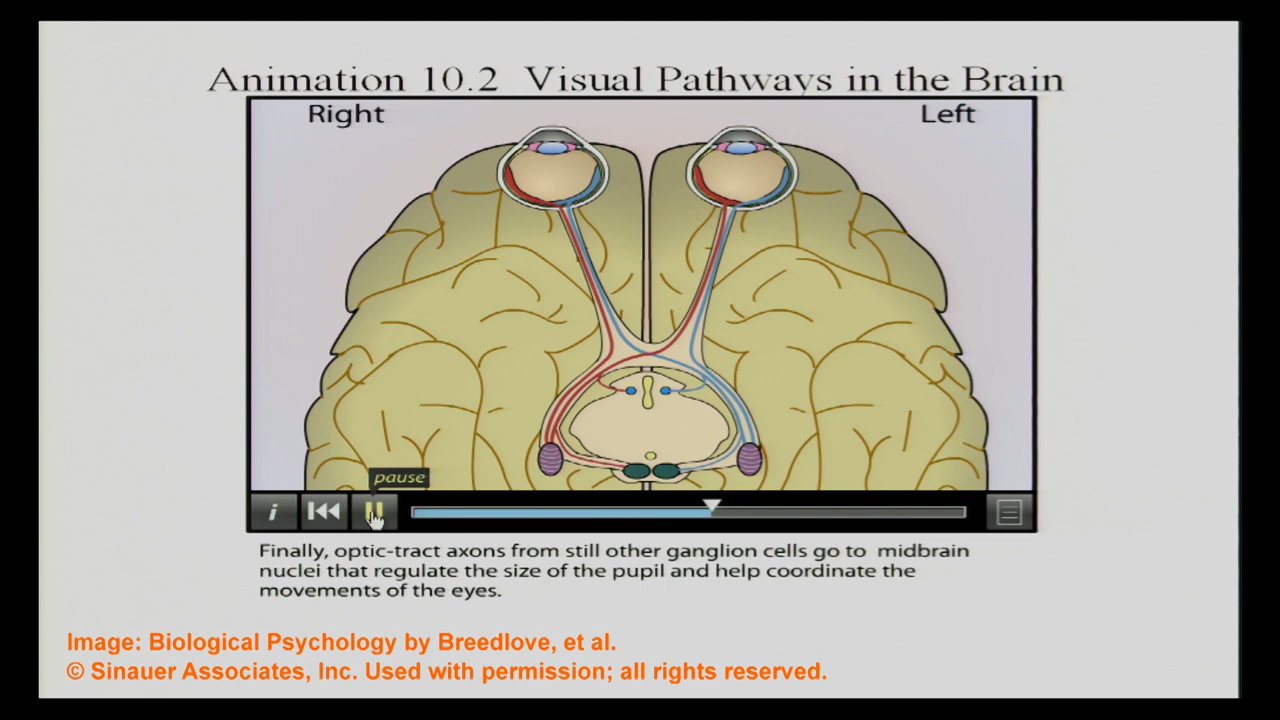 Animation 10.2 Visual Pathways in the Brain
Right
Left
pause
i
Finally, optic-tract axons from still other ganglion cells go to midbrain
nuclei that regulate the size of the pupil and help coordinate the
movements of the eyes.
Image: Biological Psychology by Breedlove, et al.
© Sinauer Associates, Inc. Used with permission; all rights reserved.